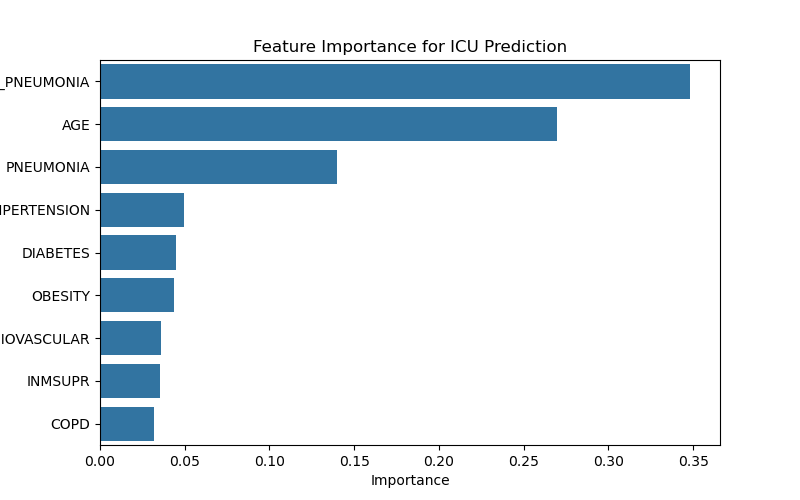 Feature Importance for ICU Prediction
_PNEUMONIA
AGE
PNEUMONIA
PERTENSION
DIABETES
OBESITY
IOVASCULAR
INMSUPR
COPD
0.00 0.05 0.10 0.15 0.20 0.25 0.30 0.35
Importance